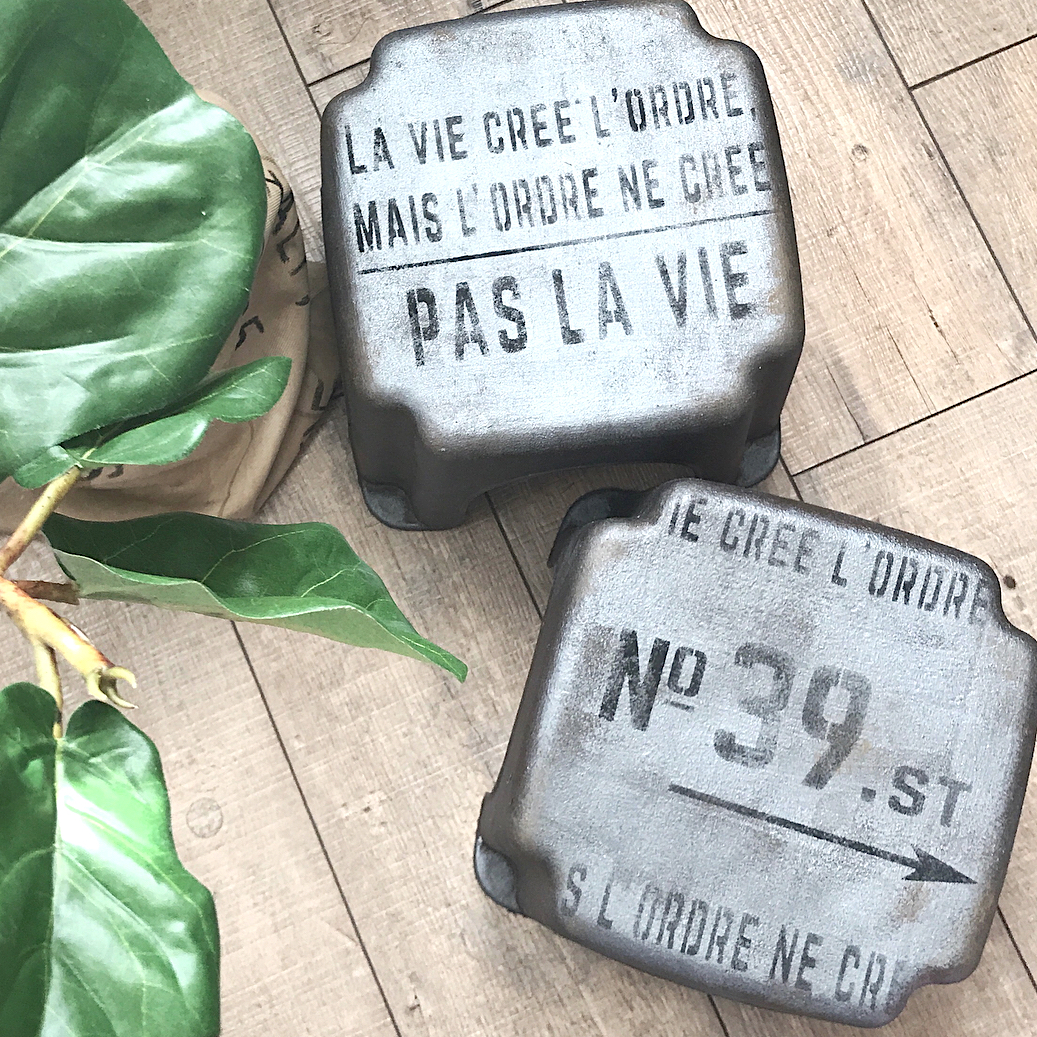 LA VIE CREE L'ORDRE,
MAIS L'ORDRE NE CREE
PAS LA VIE
IE CREE L'ORDRE
Nº 39.ST
S L'ORDRE NE CRE